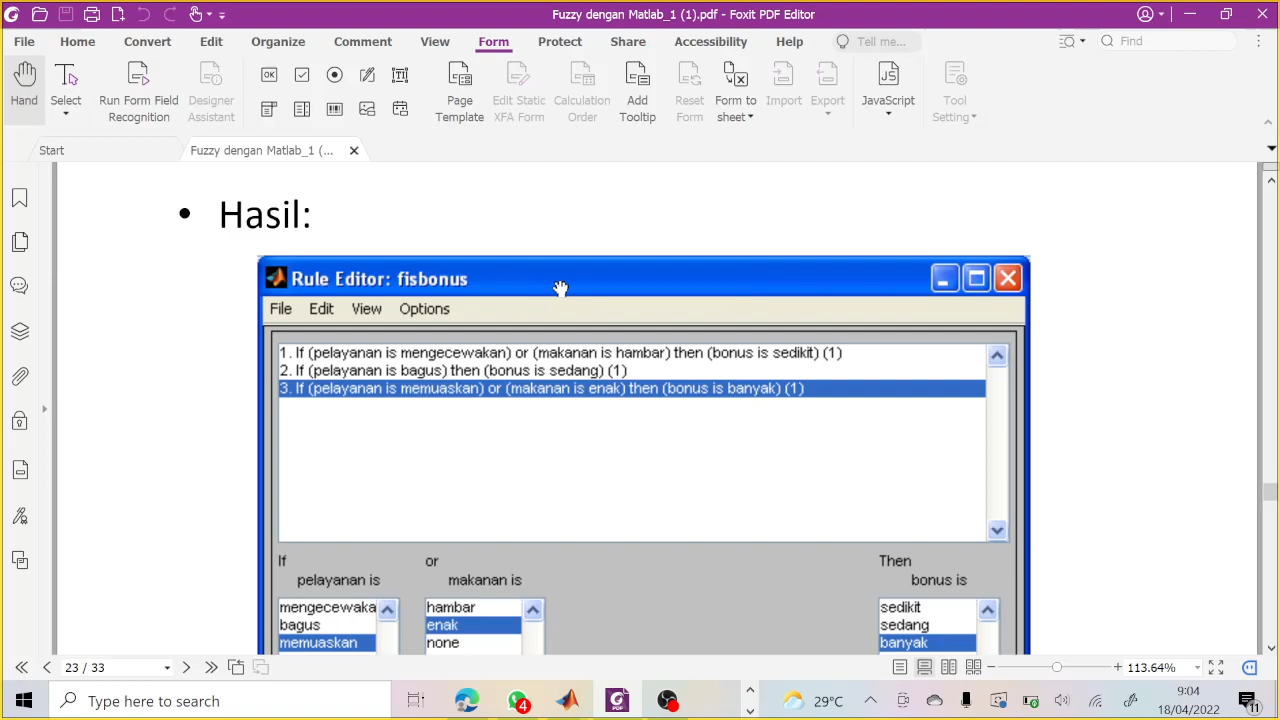 Fuzzy dengan Matlab_1 (1).pdf - Foxit PDF Editor
File Home Convert Edit Organize Form Comment View Form Protect Share Accessibility Help Tell me... Find
Hand
Select
Run Form Field
Recognition
Designer
Assistant
Page
Template
Edit Static
XFA Form
Calculation
Order
Add
Tooltip
Reset
Form
Form to
sheet
Import
Export
JavaScript
Tool
Setting
Start
Fuzzy dengan Matlab_1 (...
• Hasil:
Rule Editor: fisbonus
File Edit View Options
1. If (pelayanan is mengecewakan) or (makanan is hambar) then (bonus is sedikit) (1)
2. If (pelayanan is bagus) then (bonus is sedang) (1)
3. If (pelayanan is memuaskan) or (makanan is enak) then (bonus is banyak) (1)
If
pelayanan is
or
makanan is
Then
bonus is
mengecewaka
bagus
memuaskan
hambar
enak
none
sedikit
sedang
banyak
23 / 33
113.64%
Type here to search
4
29°C
9:04
18/04/2022
11